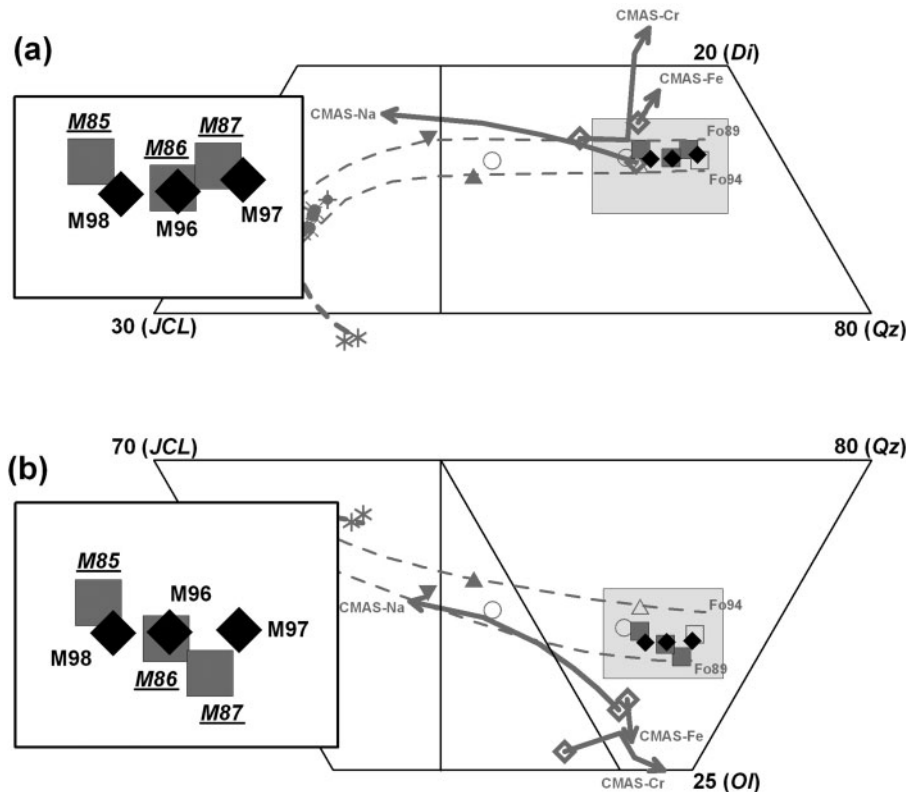 (a)
CMAS-Cr
20 (Di)
CMAS-Fe
CMAS-Na
Fo89
Fo94
M85
M86
M87
M98
M96
M97
30 (JCL)
80 (Qz)
(b)
70 (JCL)
80 (Qz)
M85
M96
M98
M97
M86
M87
Fo94
CMAS-Na
Fo89
CMAS-Fe
CMAS-Cr
25 (Ol)